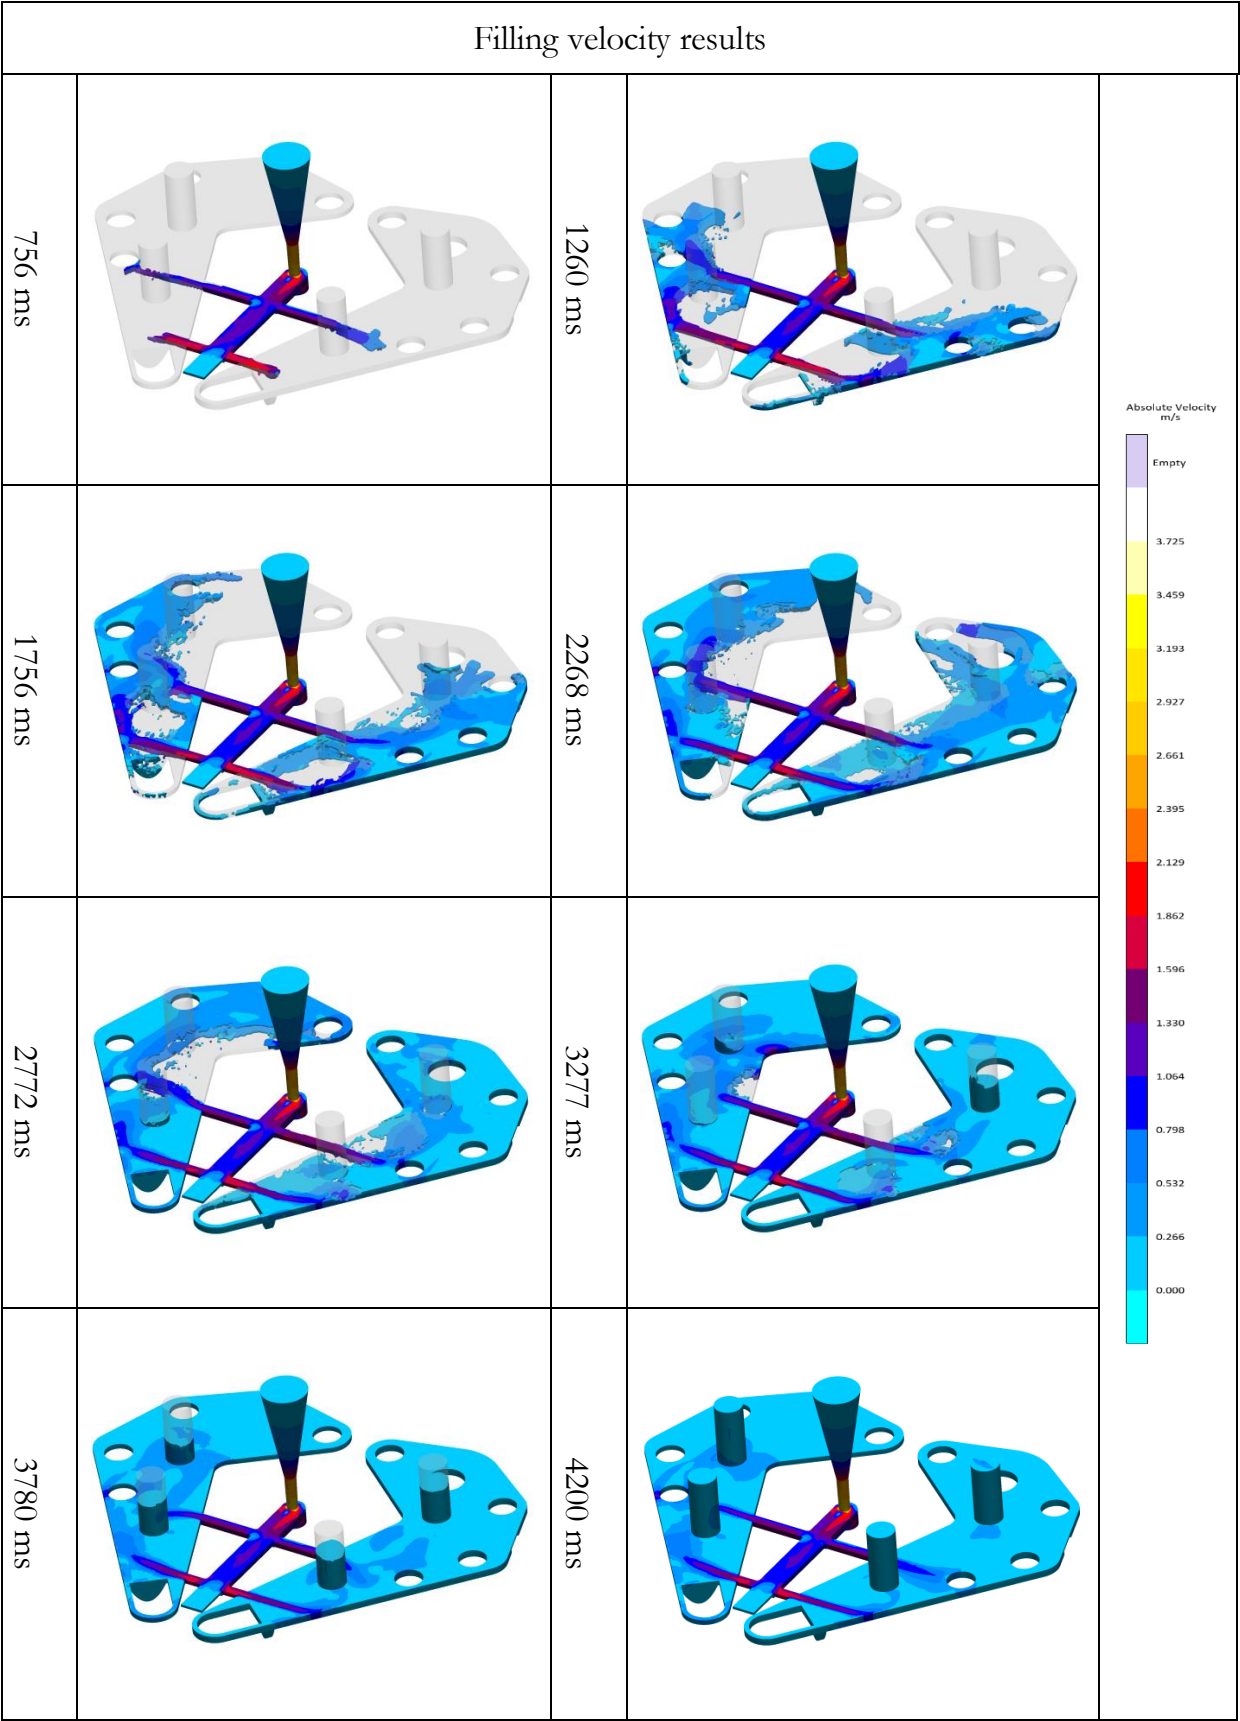 Filling velocity results
756 ms
1260 ms
1756 ms
2268 ms
2772 ms
3277 ms
3780 ms
4200 ms
Absolute Velocity
m/s
Empty
3.725
3.459
3.193
2.927
2.661
2.395
2.129
1.862
1.596
1.330
1.064
0.798
0.532
0.266
0.000